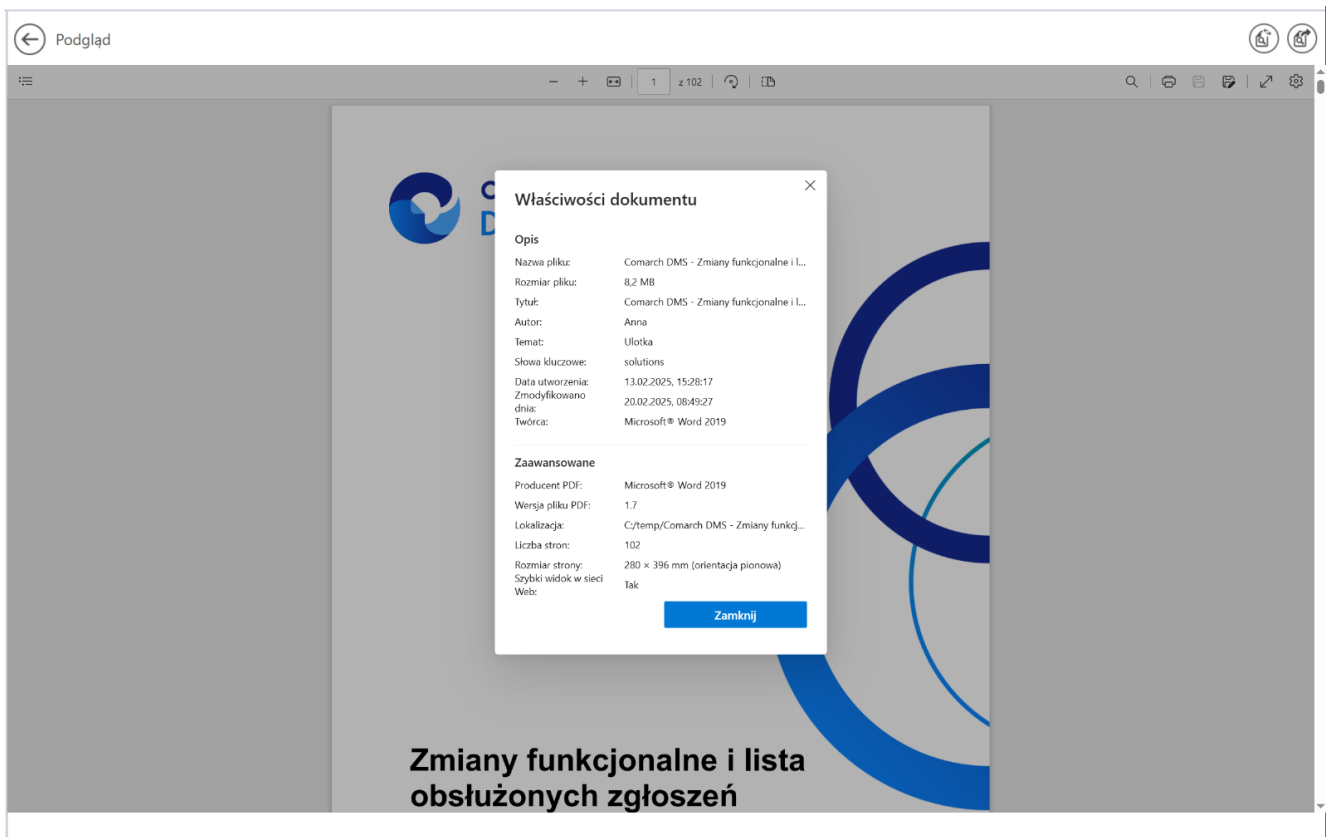 Podgląd
1 z 102
Właściwości dokumentu
Opis
Nazwa pliku: Comarch DMS - Zmiany funkcjonalne i l...
Rozmiar pliku: 8,2 MB
Tytuł: Comarch DMS - Zmiany funkcjonalne i l...
Autor: Anna
Temat: Ulotka
Słowa kluczowe: solutions
Data utworzenia: 13.02.2025, 15:28:17
Zmodyfikowano
dnia: 20.02.2025, 08:49:27
Twórca: Microsoft® Word 2019
Zaawansowane
Producent PDF: Microsoft® Word 2019
Wersja pliku PDF: 1.7
Lokalizacja: C:/temp/Comarch DMS - Zmiany funkcj...
Liczba stron: 102
Rozmiar strony: 280 × 396 mm (orientacja pionowa)
Szybki widok w sieci
Web: Tak
Zamknij
Zmiany funkcjonalne i lista
obsłużonych zgłoszeń